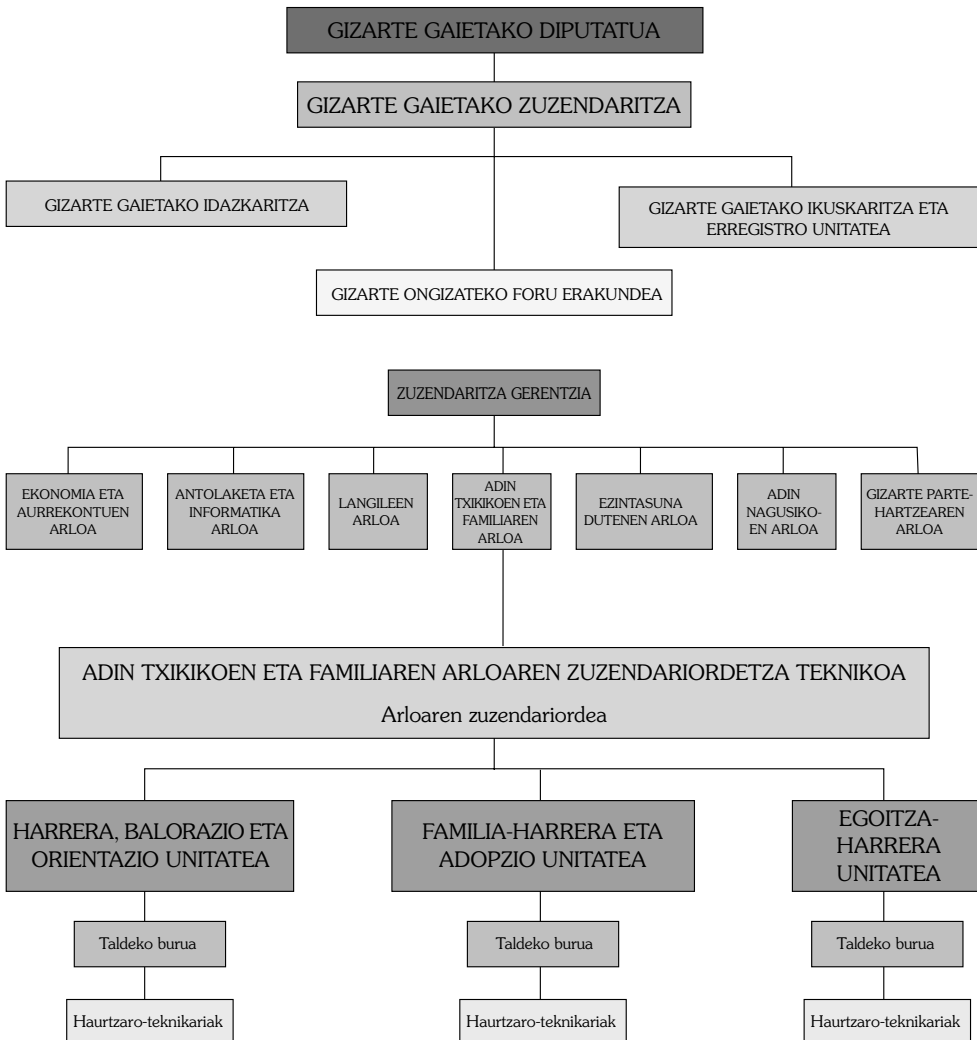 GIZARTE GAIETAKO DIPUTATUA
GIZARTE GAIETAKO ZUZENDARITZA
GIZARTE GAIETAKO IDAZKARITZA
GIZARTE GAIETAKO IKUSKARITZA ETA
ERREGISTRO UNITATEA
GIZARTE ONGIZATEKO FORU ERAKUNDEA
ZUZENDARITZA GERENTZIA
EKONOMIA ETA
AURREKONTUEN
ARLOA
ANTOLAKETA ETA
INFORMATIKA
ARLOA
LANGILEEN
ARLOA
ADIN
TXIKIKOEN ETA
FAMILIAREN
ARLOA
EZINTASUNA
DUTENEN ARLOA
ADIN
NAGUSIKO-
EN ARLOA
GIZARTE PARTE-
HARTZEAREN
ARLOA
ADIN TXIKIKOEN ETA FAMILIAREN ARLOAREN ZUZENDARIORDETZA TEKNIKOA
Arloaren zuzendariordea
HARRERA, BALORAZIO ETA
ORIENTAZIO UNITATEA
FAMILIA-HARRERA ETA
ADOPZIO UNITATEA
EGOITZA-
HARRERA
UNITATEA
Taldeko burua
Taldeko burua
Taldeko burua
Haurtzaro-teknikariak
Haurtzaro-teknikariak
Haurtzaro-teknikariak